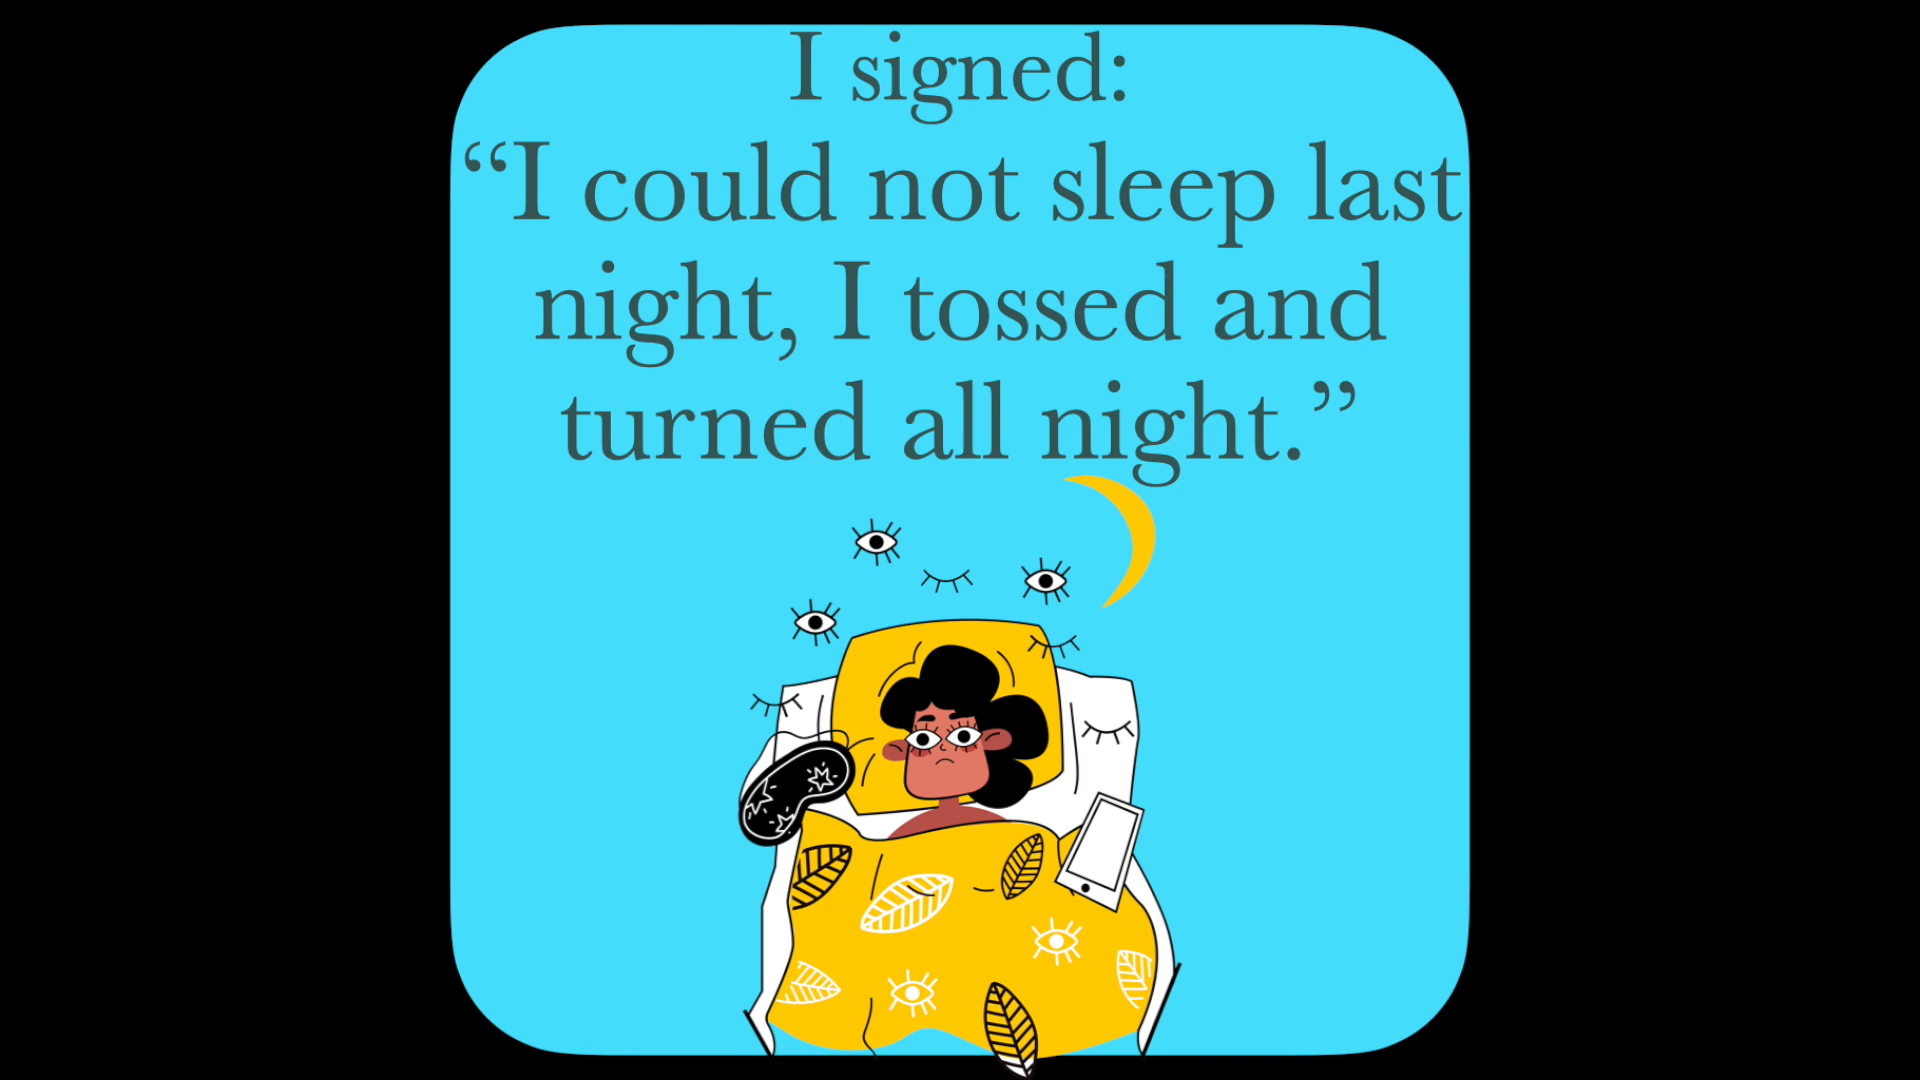 I signed:
“I could not sleep last
night, I tossed and
turned all night.”